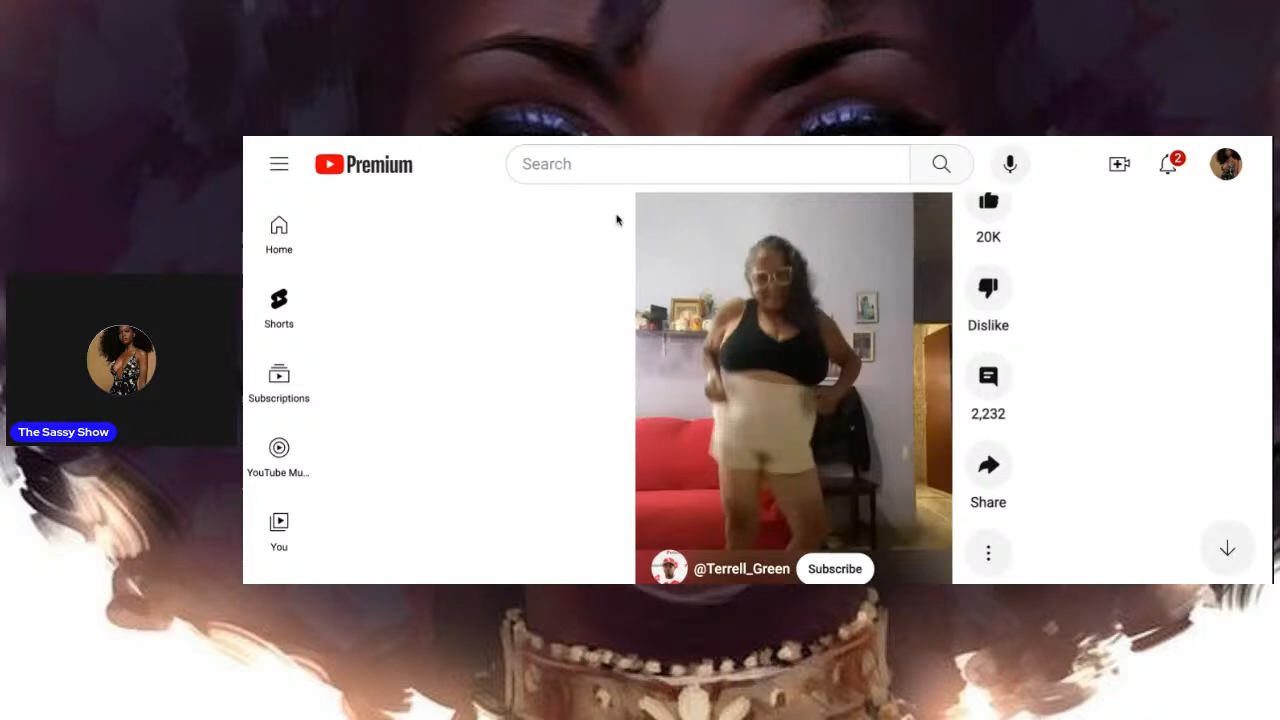 Premium
Search
2
Home
20K
Shorts
Dislike
Subscriptions
2,232
The Sassy Show
YouTube Mu...
Share
You
@Terrell_Green
Subscribe